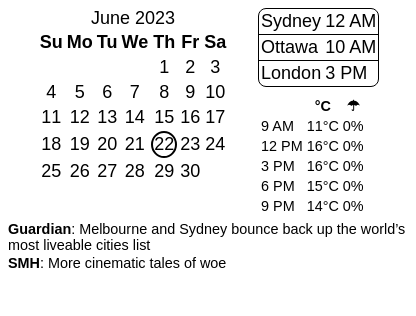 June 2023
Su Mo Tu We Th Fr Sa
1 2 3
4 5 6 7 8 9 10
11 12 13 14 15 16 17
18 19 20 21 22 23 24
25 26 27 28 29 30
Sydney 12 AM
Ottawa 10 AM
London 3 PM
°C ☂
9 AM 11°C 0%
12 PM 16°C 0%
3 PM 16°C 0%
6 PM 15°C 0%
9 PM 14°C 0%
Guardian: Melbourne and Sydney bounce back up the world's
most liveable cities list
SMH: More cinematic tales of woe